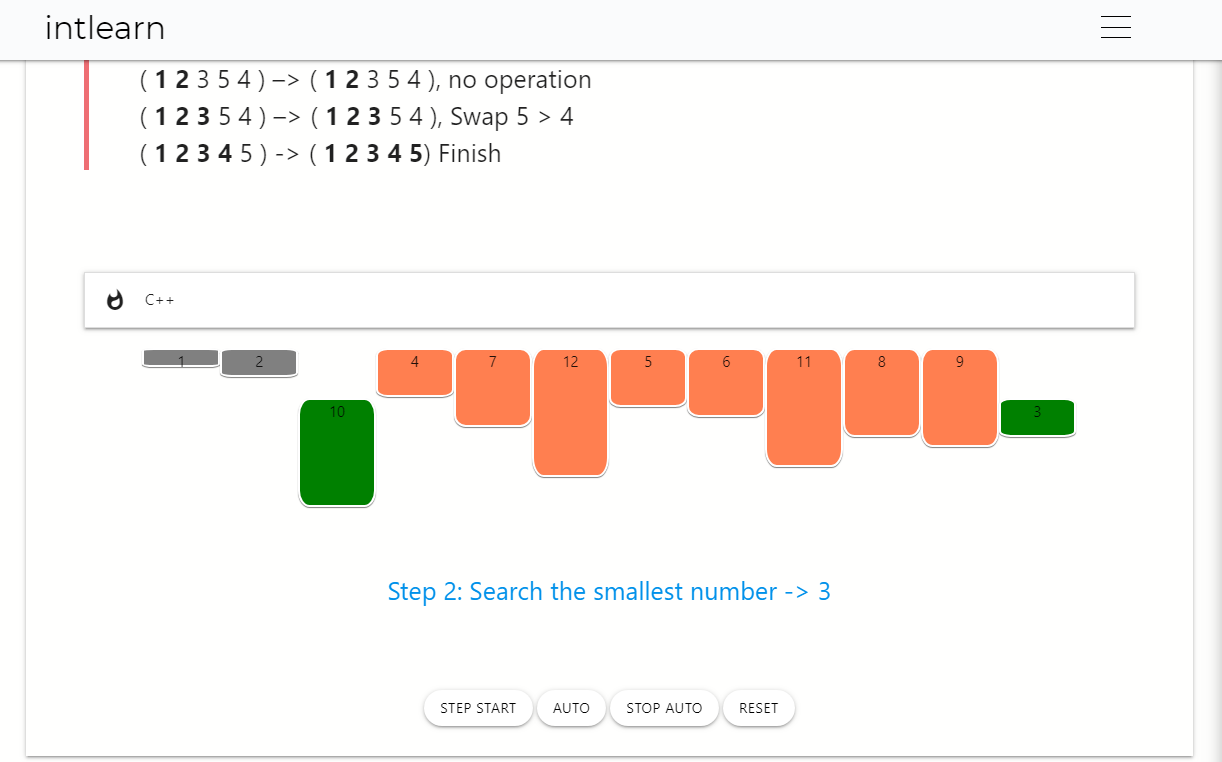 intlearn
( 1 2 3 5 4 ) –> ( 1 2 3 5 4 ), no operation
( 1 2 3 5 4 ) –> ( 1 2 3 5 4 ), Swap 5 > 4
( 1 2 3 4 5 ) -> ( 1 2 3 4 5) Finish
C++
1 2 4 7 12 5 6 11 8 9
10 3
Step 2: Search the smallest number -> 3
STEP START AUTO STOP AUTO RESET